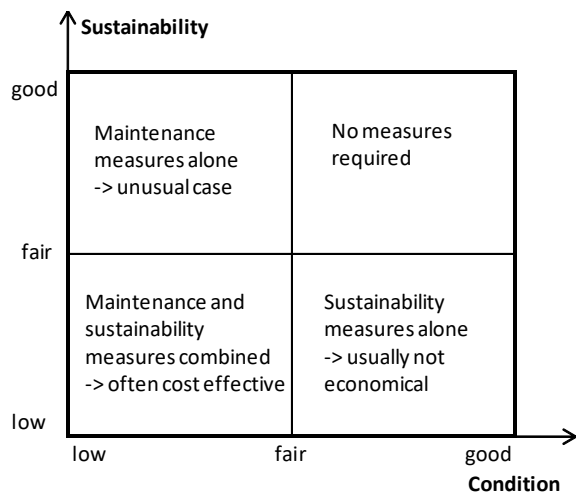 Sustainability
good
Maintenance
measures alone
-> unusual case
No measures
required
fair
Maintenance and
sustainability
measures combined
-> often cost effective
Sustainability
measures alone
-> usually not
economical
low
low
fair
good
Condition